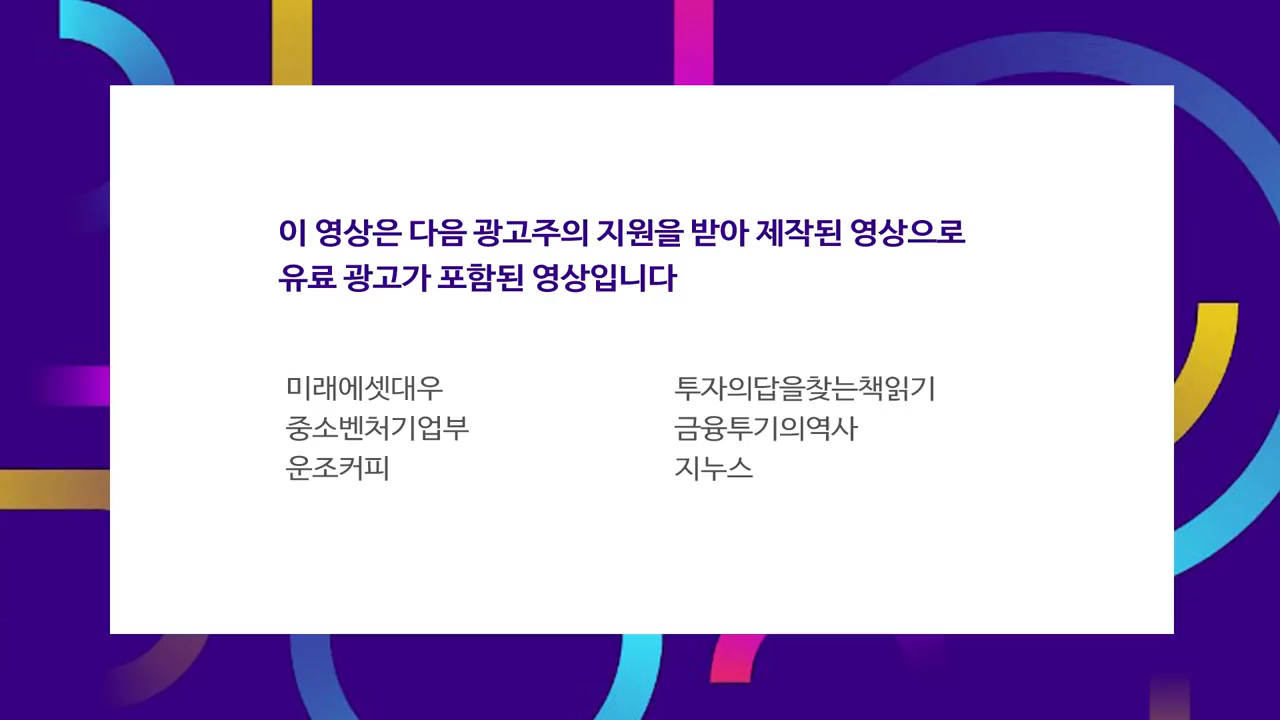 이 영상은 다음 광고주의 지원을 받아 제작된 영상으로
유료 광고가 포함된 영상입니다
미래에셋대우
중소벤처기업부
운조커피
투자의답을찾는책읽기
금융투기의역사
지누스